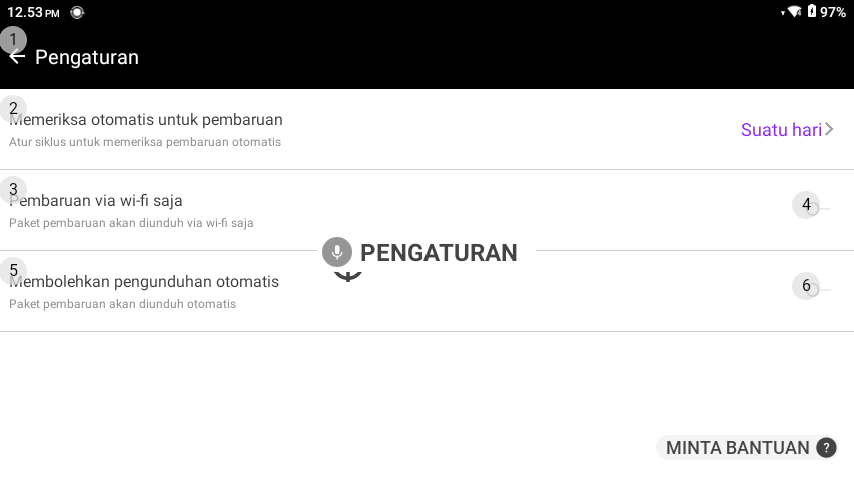 12.53 PM
97%
1
Pengaturan
2
Memeriksa otomatis untuk pembaruan
Atur siklus untuk memeriksa pembaruan otomatis
Suatu hari
3
Pembaruan via wi-fi saja
Paket pembaruan akan diunduh via wi-fi saja
4
PENGATURAN
5
Membolehkan pengunduhan otomatis
Paket pembaruan akan diunduh otomatis
6
MINTA BANTUAN ?